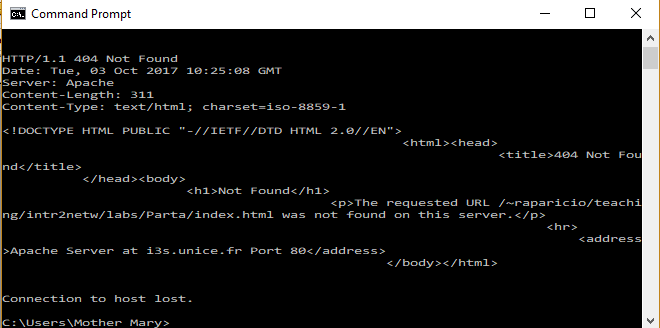 Command Prompt
HTTP/1.1 404 Not Found
Date: Tue, 03 Oct 2017 10:25:08 GMT
Server: Apache
Content-Length: 311
Content-Type: text/html; charset=iso-8859-1
<!DOCTYPE HTML PUBLIC "-//IETF//DTD HTML 2.0//EN">
<html><head>
<title>404 Not Fou
nd</title>
</head><body>
<h1>Not Found</h1>
<p>The requested URL /~raparicio/teachi
ng/intr2netw/labs/Parta/index.html was not found on this server.</p>
<hr>
<address
>Apache Server at i3s.unice.fr Port 80</address>
</body></html>
Connection to host lost.
C:\Users\Mother Mary>